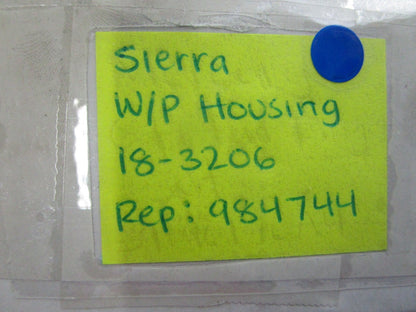 Sierra
W/P Housing
18-3206
Rep: 984744